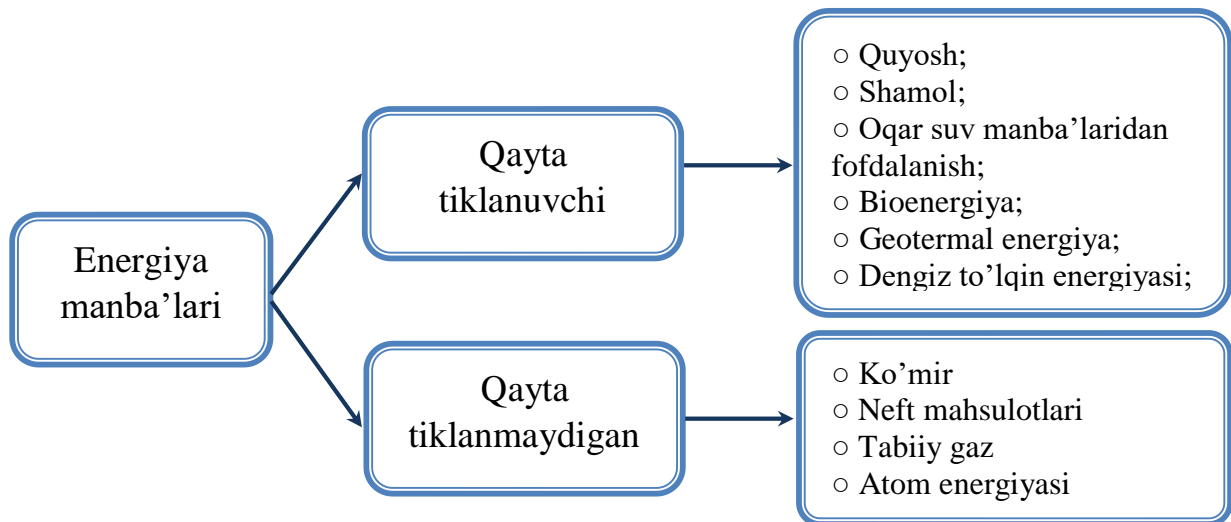 Energiya
manba’lari
Qayta
tiklanuvchi
○ Quyosh;
○ Shamol;
○ Oqar suv manba’laridan
fofdalanish;
○ Bioenergiya;
○ Geotermal energiya;
○ Dengiz to’lqin energiyasi;
Qayta
tiklanmaydigan
○ Ko’mir
○ Neft mahsulotlari
○ Tabiiy gaz
○ Atom energiyasi